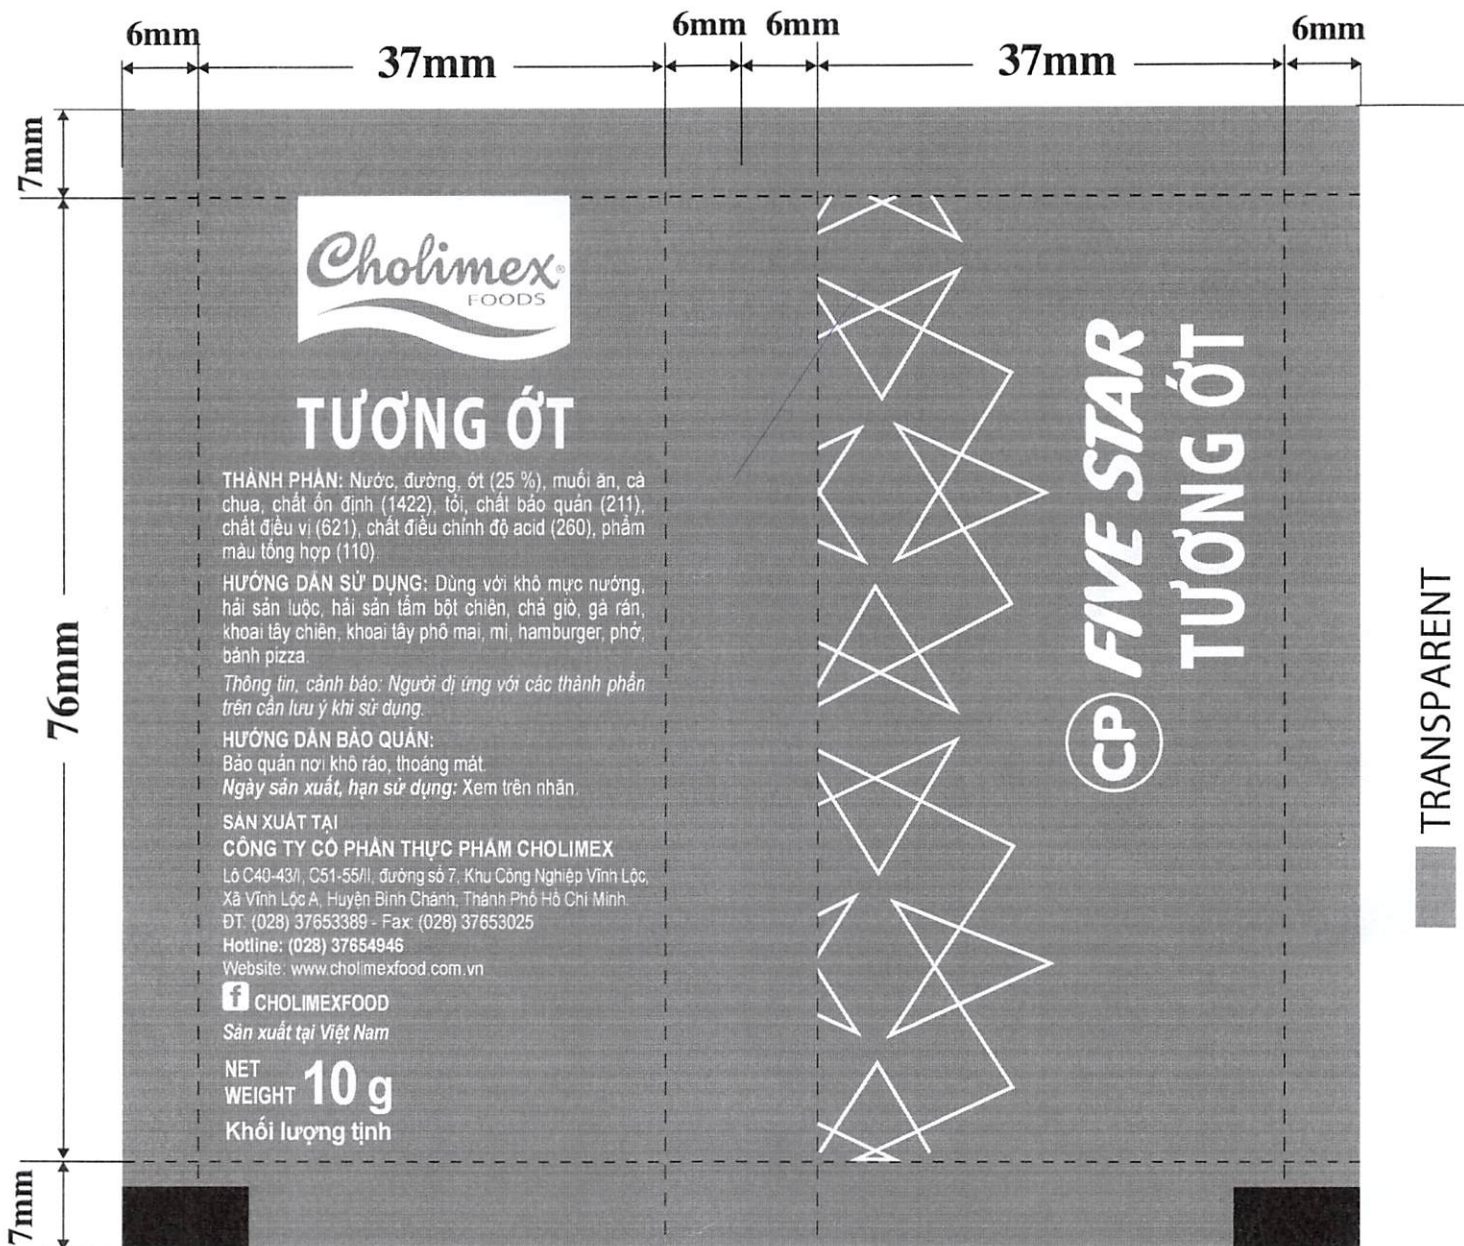 6mm
37mm
6mm
6mm
37mm
6mm
7mm
76mm
7mm
Cholimex®
FOODS
TƯƠNG ỚT
THÀNH PHẦN: Nước, đường, ớt (25 %), muối ăn, cà
chua, chất ổn định (1422), tỏi, chất bảo quản (211),
chất điều vị (621), chất điều chỉnh độ acid (260), phẩm
màu tổng hợp (110).
HƯỚNG DẪN SỬ DỤNG: Dùng với khô mực nướng,
hải sản luộc, hải sản tẩm bột chiên, chả giò, gà rán,
khoai tây chiên, khoai tây phô mai, mì, hamburger, phở,
bánh pizza.
Thông tin, cảnh báo: Người dị ứng với các thành phần
trên cần lưu ý khi sử dụng.
HƯỚNG DẪN BẢO QUẢN:
Bảo quản nơi khô ráo, thoáng mát.
Ngày sản xuất, hạn sử dụng: Xem trên nhãn.
SẢN XUẤT TẠI
CÔNG TY CỔ PHẦN THỰC PHẨM CHOLIMEX
Lô C40-43/I, C51-55/II, đường số 7, Khu Công Nghiệp Vĩnh Lộc,
Xã Vĩnh Lộc A, Huyện Bình Chánh, Thành Phố Hồ Chí Minh.
ĐT: (028) 37653389 - Fax: (028) 37653025
Hotline: (028) 37654946
Website: www.cholimexfood.com.vn
f CHOLIMEXFOOD
Sản xuất tại Việt Nam
NET
WEIGHT 10 g
Khối lượng tịnh
CP FIVE STAR
TƯƠNG ỚT
TRANSPARENT